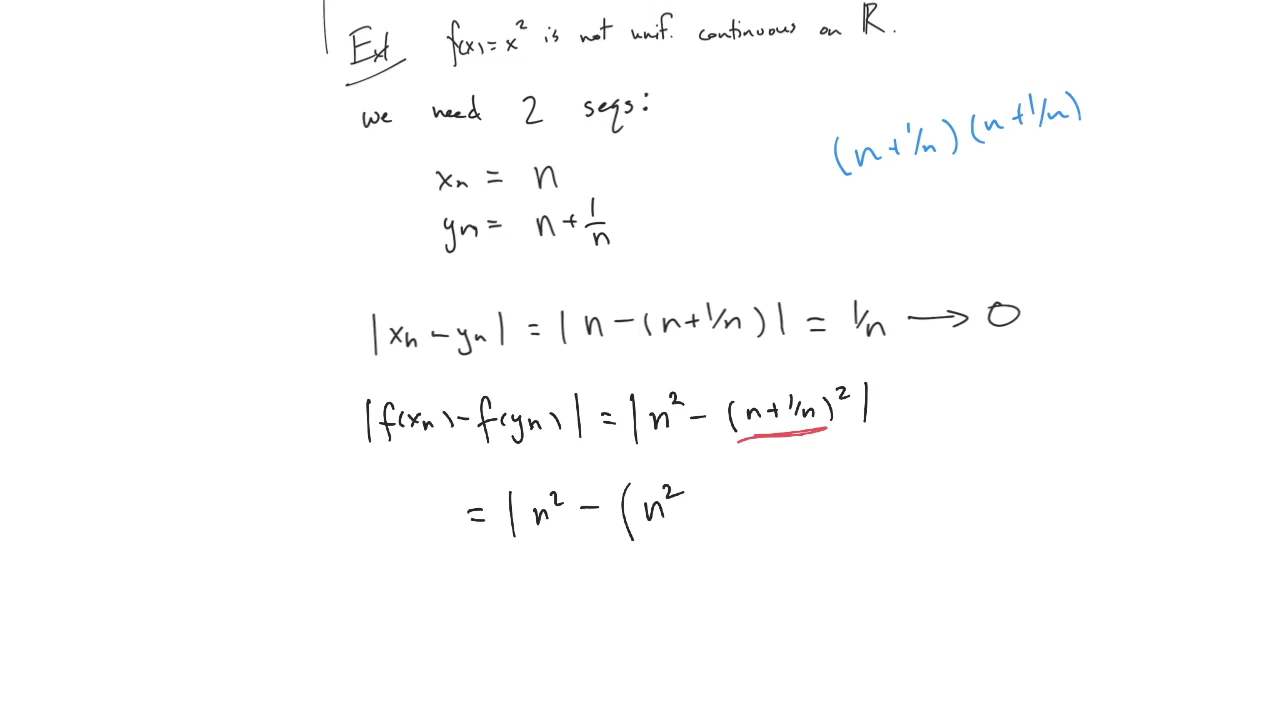 Ex/ f(x) = x² is not unif. continuous on ℝ.
we need 2 seqs:
(n+1/n)(n+1/n)
xₙ = n
yₙ = n + 1/n
|xₙ - yₙ| = |n - (n+1/n)| = 1/n → 0
|f(xₙ) - f(yₙ)| = |n² - (n+1/n)²|
= |n² - (n²